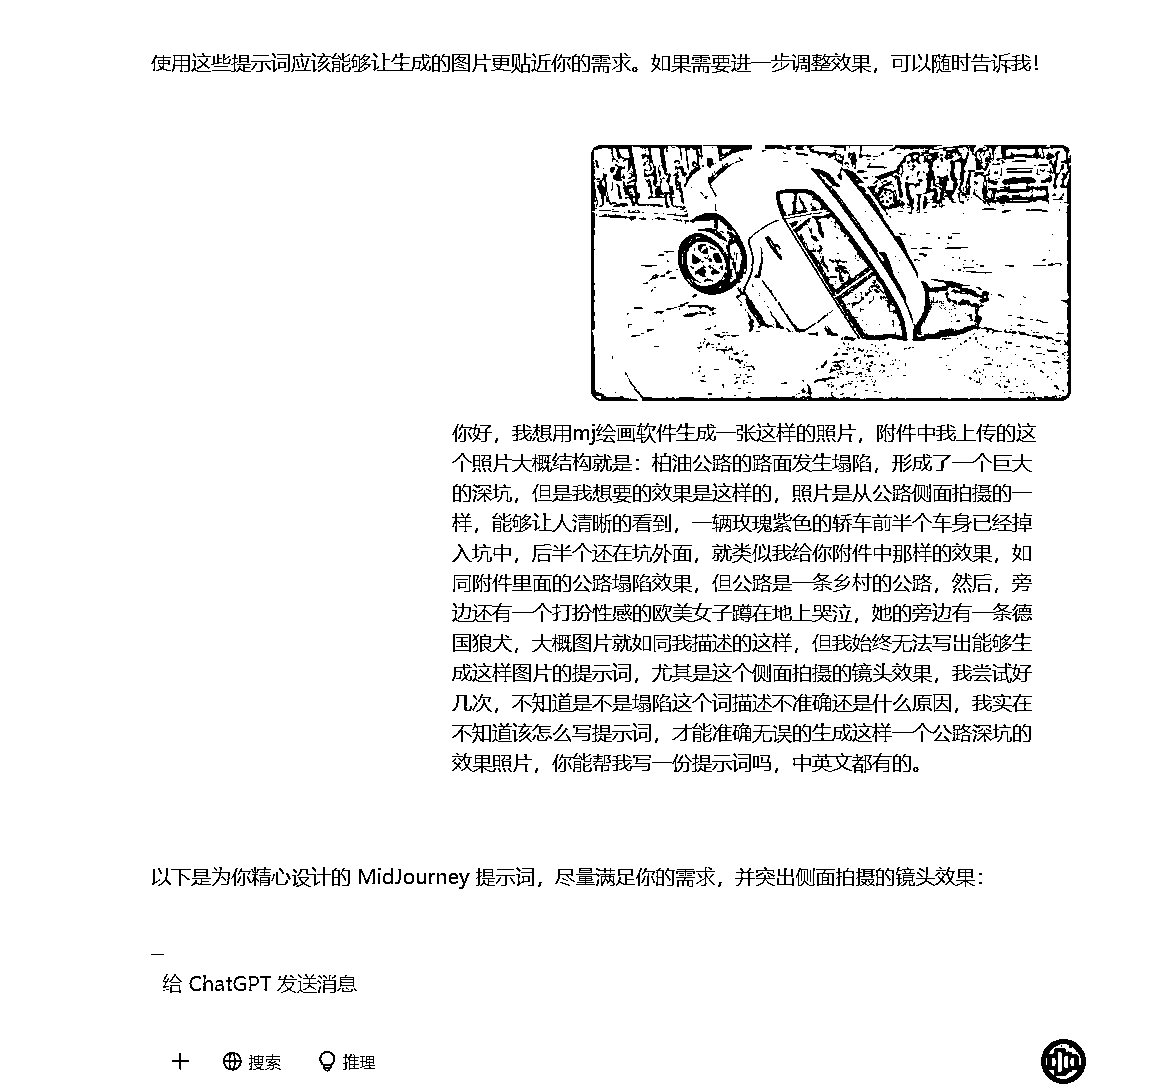 使用这些提示词应该能够让生成的图片更贴近你的需求。如果需要进一步调整效果，可以随时告诉我！
你好，我想用mj绘画软件生成一张这样的照片，附件中我上传的这
个照片大概结构就是：柏油公路的路面发生塌陷，形成了一个巨大
的深坑，但是我想要的效果是这样的，照片是从公路侧面拍摄的一
样，能够让人清晰的看到，一辆玫瑰紫色的轿车前半个车身已经掉
入坑中，后半个还在坑外面，就类似我给你附件中那样的效果，如
同附件里面的公路塌陷效果，但公路是一条乡村的公路，然后，旁
边还有一个打扮性感的欧美女子蹲在地上哭泣，她的旁边有一条德
国狼犬，大概图片就如同我描述的这样，但我始终无法写出能够生
成这样图片的提示词，尤其是这个侧面拍摄的镜头效果，我尝试好
几次，不知道是不是塌陷这个词描述不准确还是什么原因，我实在
不知道该怎么写提示词，才能准确无误的生成这样一个公路深坑的
效果照片，你能帮我写一份提示词吗，中英文都有的。
以下是为你精心设计的 MidJourney 提示词，尽量满足你的需求，并突出侧面拍摄的镜头效果：
给 ChatGPT 发送消息
搜索 推理